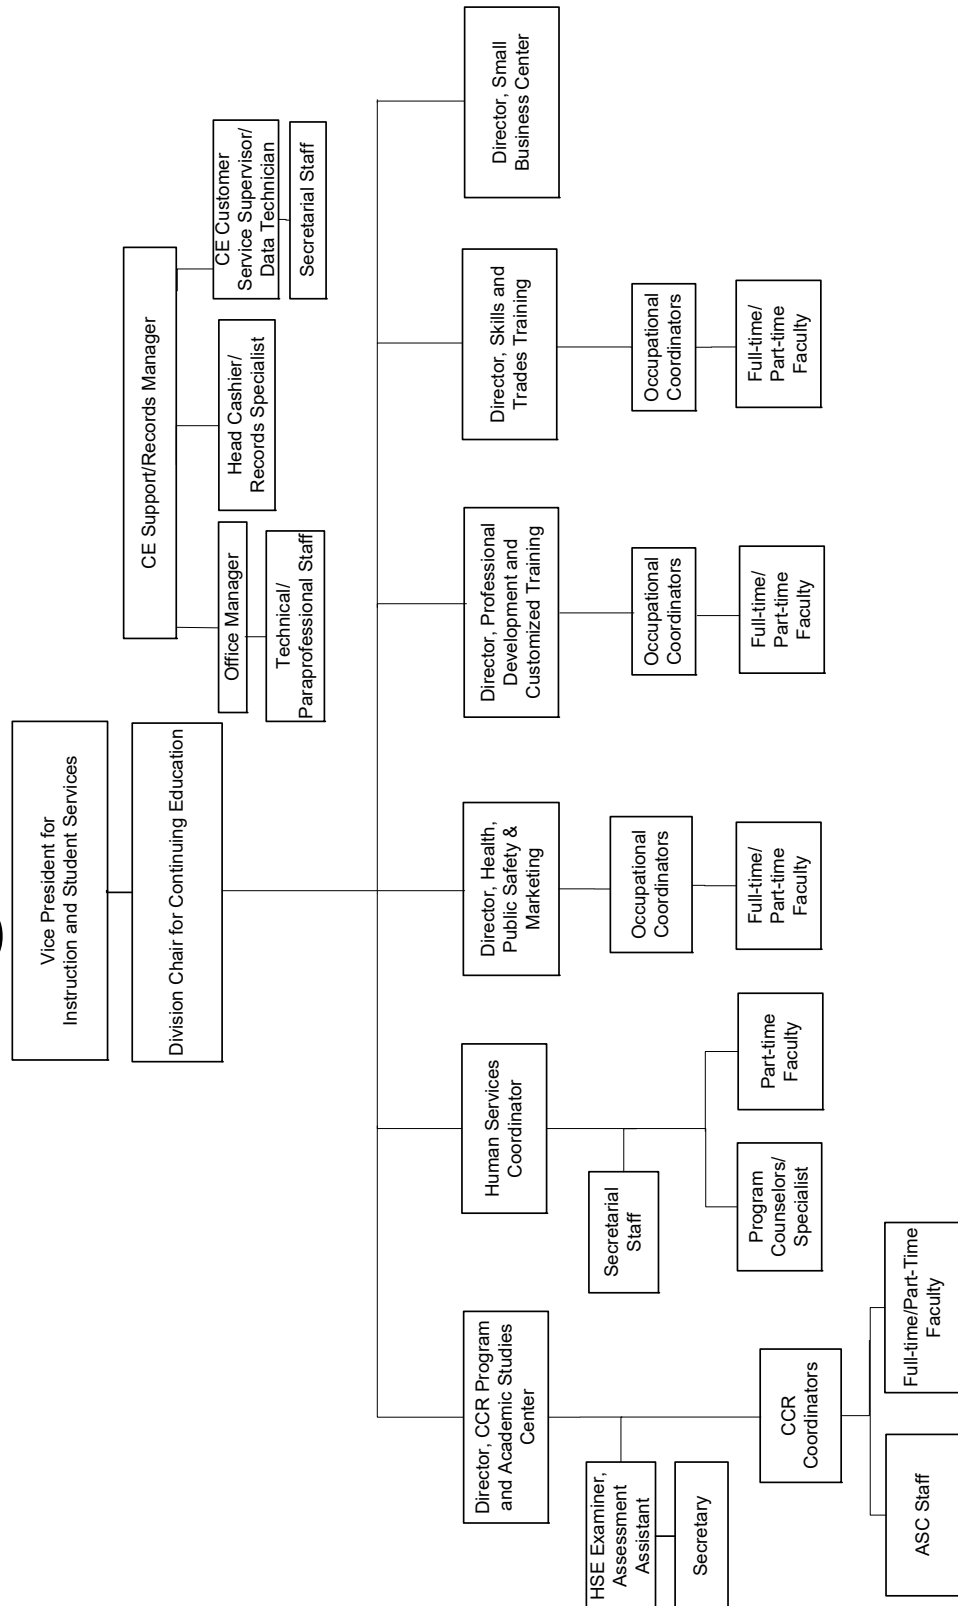 Vice President for
Instruction and Student Services
Division Chair for Continuing Education
CE Support/Records Manager
Office Manager
Technical/
Paraprofessional Staff
Head Cashier/
Records Specialist
CE Customer
Service Supervisor/
Data Technician
Secretarial Staff
Director, CCR Program
and Academic Studies
Center
HSE Examiner,
Assessment
Assistant
Secretary
CCR
Coordinators
ASC Staff
Full-time/Part-Time
Faculty
Human Services
Coordinator
Secretarial
Staff
Program
Counselors/
Specialist
Part-time
Faculty
Director, Health,
Public Safety &
Marketing
Occupational
Coordinators
Full-time/
Part-time
Faculty
Director, Professional
Development and
Customized Training
Occupational
Coordinators
Full-time/
Part-time
Faculty
Director, Skills and
Trades Training
Occupational
Coordinators
Full-time/
Part-time
Faculty
Director, Small
Business Center